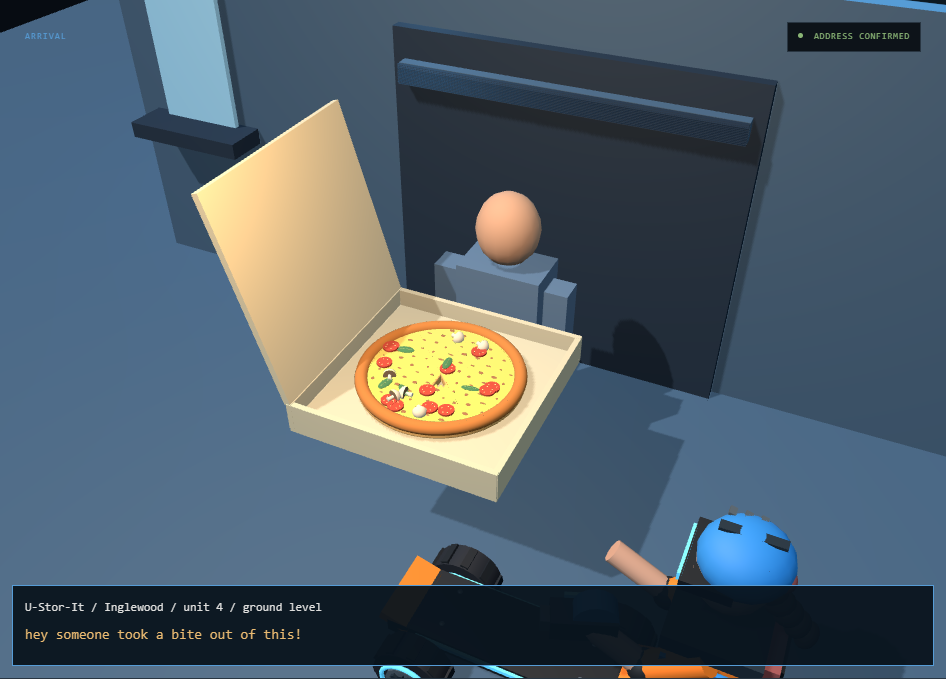 ARRIVAL
ADDRESS CONFIRMED
U-Stor-It / Inglewood / unit 4 / ground level
hey someone took a bite out of this!